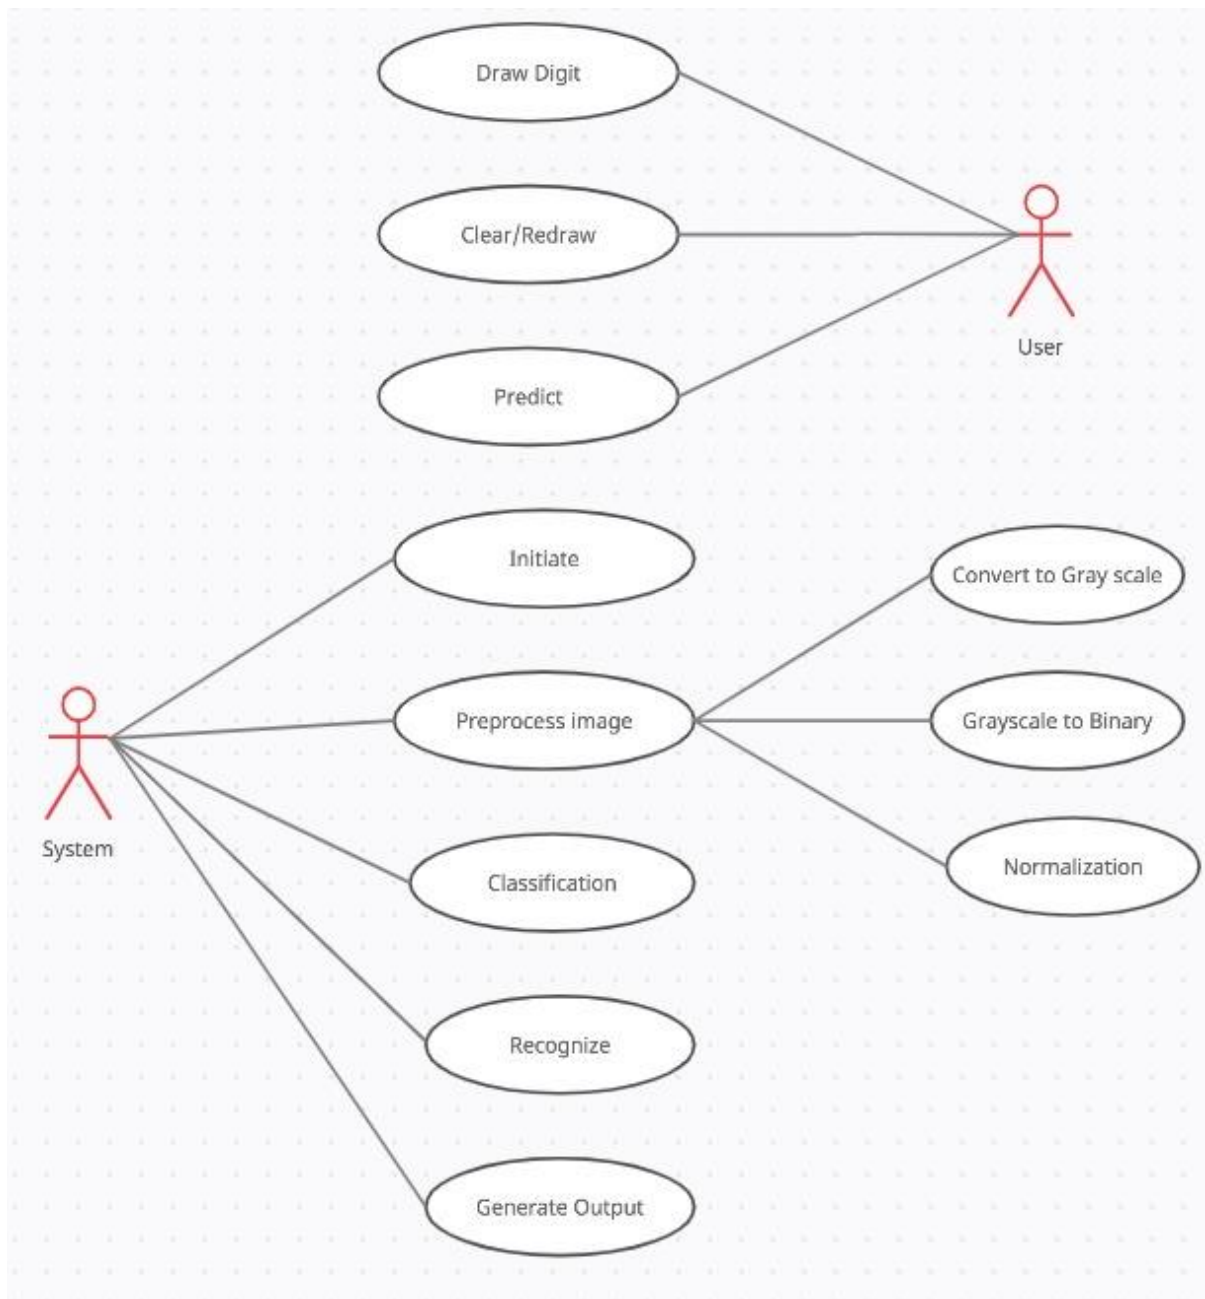 Draw Digit
Clear/Redraw
User
Predict
Initiate
Convert to Gray scale
Preprocess image
Grayscale to Binary
System
Classification
Normalization
Recognize
Generate Output